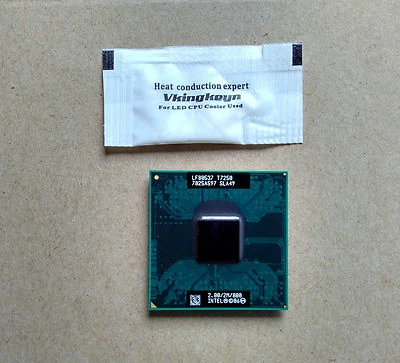 Heat conduction expert
Vkingkeyn
For LED CPU Cooler Used
LF80537 T7250
7825A597 SLA49
2.00/2M/800
INTEL Ⓜ©'06